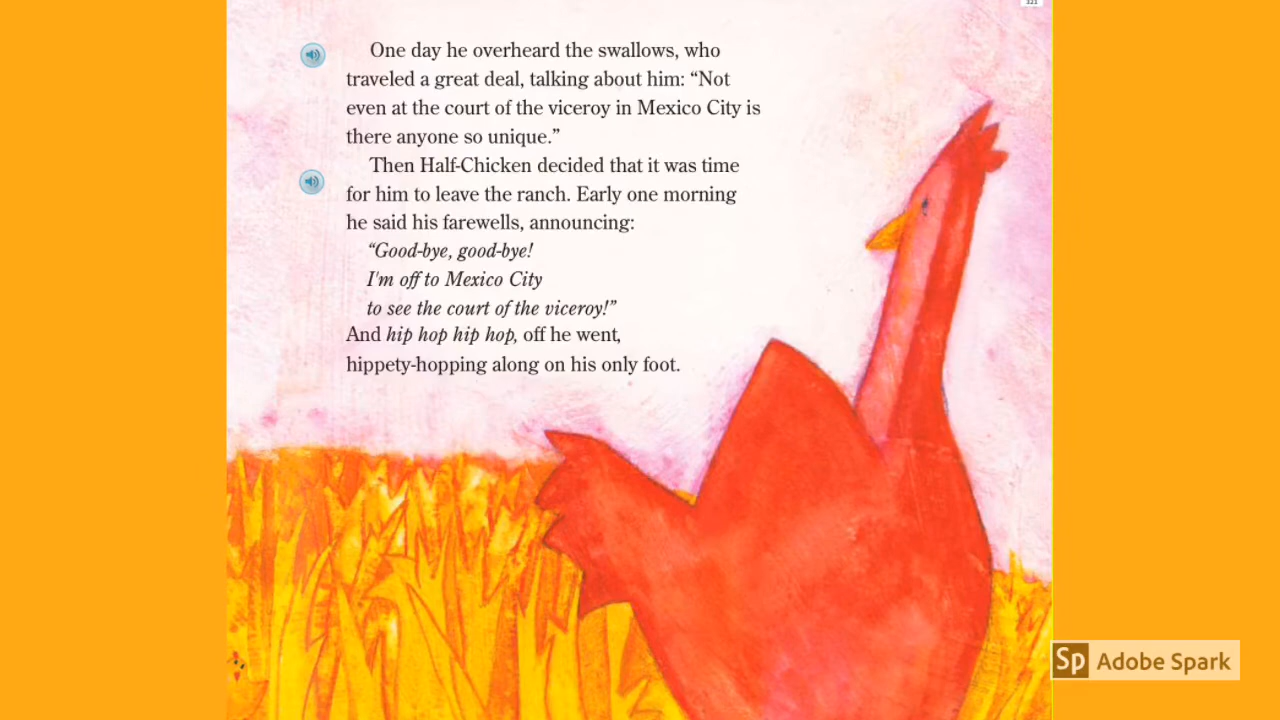 321
One day he overheard the swallows, who
traveled a great deal, talking about him: “Not
even at the court of the viceroy in Mexico City is
there anyone so unique.”
Then Half-Chicken decided that it was time
for him to leave the ranch. Early one morning
he said his farewells, announcing:
“Good-bye, good-bye!
I'm off to Mexico City
to see the court of the viceroy!”
And hip hop hip hop, off he went,
hippety-hopping along on his only foot.
Sp Adobe Spark